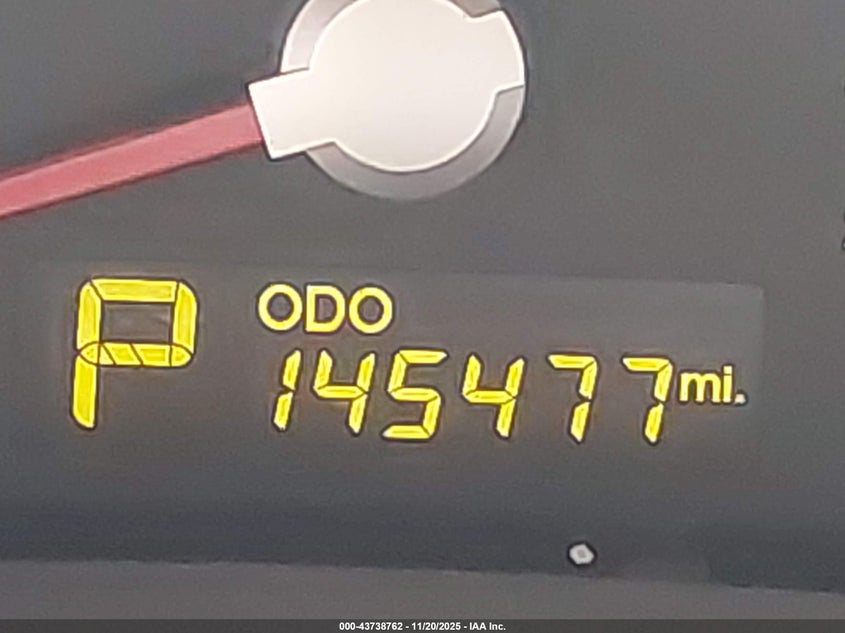 P
ODO
145477 mi.
000-43738762 - 11/20/2025 - IAA Inc.